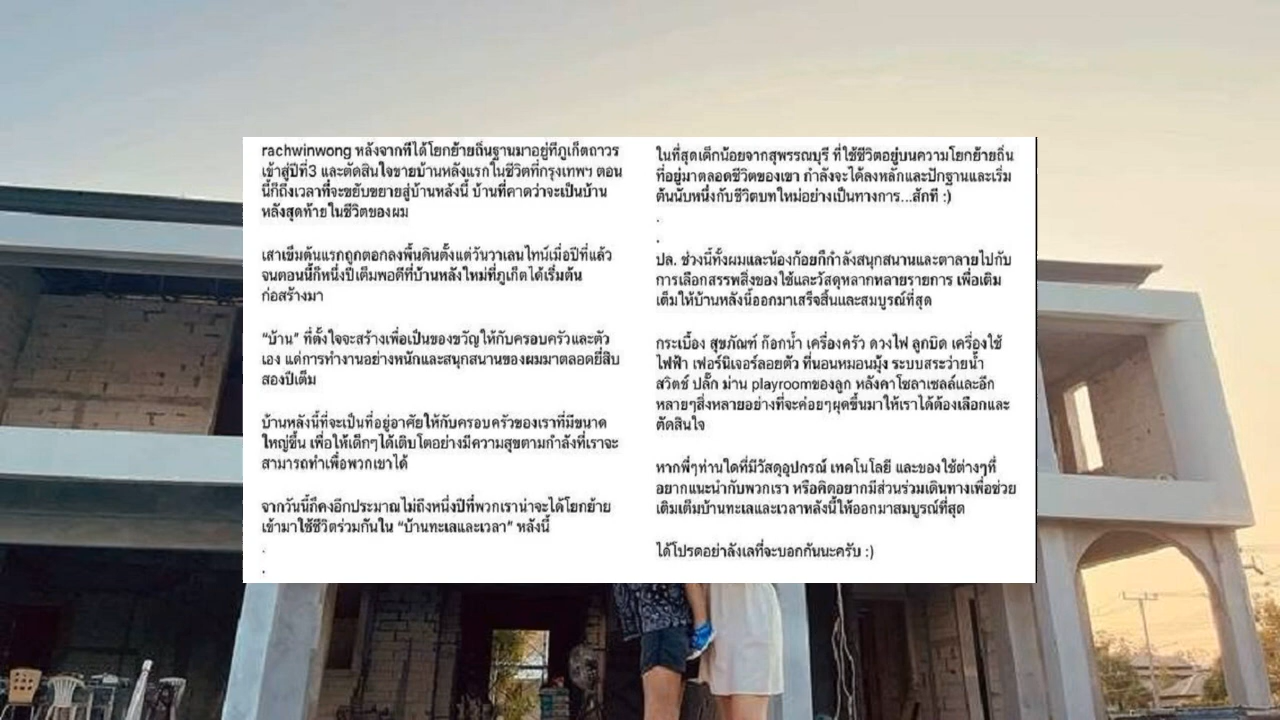 rachwinwong หลังจากที่ได้โยกย้ายถิ่นฐานมาอยู่ที่ภูเก็ตถาวร
เข้าสู่ปีที่3 และตัดสินใจขายบ้านหลังแรกในชีวิตที่กรุงเทพฯ ตอน
นี้ก็ถึงเวลาที่จะขยับขยายสู่บ้านหลังนี้ บ้านที่คาดว่าจะเป็นบ้าน
หลังสุดท้ายในชีวิตของผม
เสาเข็มต้นแรกถูกตอกลงพื้นดินตั้งแต่วันวาเลนไทน์เมื่อปีที่แล้ว
จนตอนนี้ก็หนึ่งปีเต็มพอดีที่บ้านหลังใหม่ที่ภูเก็ตได้เริ่มต้น
ก่อสร้างมา
“บ้าน” ที่ตั้งใจจะสร้างเพื่อเป็นของขวัญให้กับครอบครัวและตัว
เอง แด่การทำงานอย่างหนักและสนุกสนานของผมมาตลอดยี่สิบ
สองปีเต็ม
บ้านหลังนี้ที่จะเป็นที่อยู่อาศัยให้กับครอบครัวของเราที่มีขนาด
ใหญ่ขึ้น เพื่อให้เด็กๆได้เติบโตอย่างมีความสุขตามกำลังที่เราจะ
สามารถทำเพื่อพวกเขาได้
จากวันนี้ก็คงอีกประมาณไม่ถึงหนึ่งปีที่พวกเราน่าจะได้โยกย้าย
เข้ามาใช้ชีวิตร่วมกันใน “บ้านทะเลและเวลา” หลังนี้
.
.
ในที่สุดเด็กน้อยจากสุพรรณบุรี ที่ใช้ชีวิตอยู่บนความโยกย้ายถิ่น
ที่อยู่มาตลอดชีวิตของเขา กำลังจะได้ลงหลักและปักฐานและเริ่ม
ต้นนับหนึ่งกับชีวิตบทใหม่อย่างเป็นทางการ...สักที :)
.
.
ปล. ช่วงนี้ทั้งผมและน้องก้อยก็กำลังสนุกสนานและตาลายไปกับ
การเลือกสรรพสิ่งของใช้และวัสดุหลากหลายรายการ เพื่อเติม
เต็มให้บ้านหลังนี้ออกมาเสร็จสิ้นและสมบูรณ์ที่สุด
กระเบื้อง สุขภัณฑ์ ก๊อกน้ำ เครื่องครัว ดวงไฟ ลูกบิด เครื่องใช้
ไฟฟ้า เฟอร์นิเจอร์ลอยตัว ที่นอนหมอนมุ้ง ระบบสระว่ายน้ำ
สวิตช์ ปลั๊ก ม่าน playroomของลูก หลังคาโซลาเซลล์และอีก
หลายๆสิ่งหลายอย่างที่จะค่อยๆผุดขึ้นมาให้เราได้ต้องเลือกและ
ตัดสินใจ
หากพี่ๆท่านใดที่มีวัสดุอุปกรณ์ เทคโนโลยี และของใช้ต่างๆที่
อยากแนะนำกับพวกเรา หรือคิดอยากมีส่วนร่วมเดินทางเพื่อช่วย
เติมเต็มบ้านทะเลและเวลาหลังนี้ให้ออกมาสมบูรณ์ที่สุด
ได้โปรดอย่าลังเลที่จะบอกกันนะครับ :)